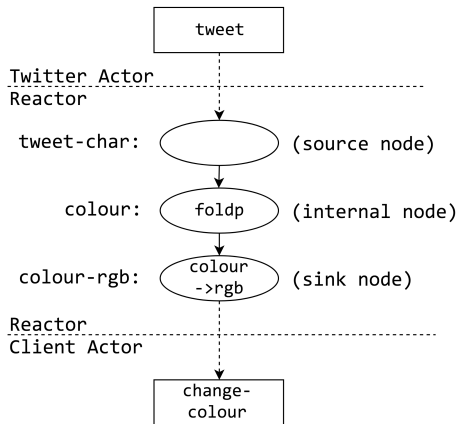 tweet
Twitter Actor
Reactor
tweet-char:
(source node)
colour:
foldp
(internal node)
colour-rgb:
colour
->rgb
(sink node)
Reactor
Client Actor
change-
colour